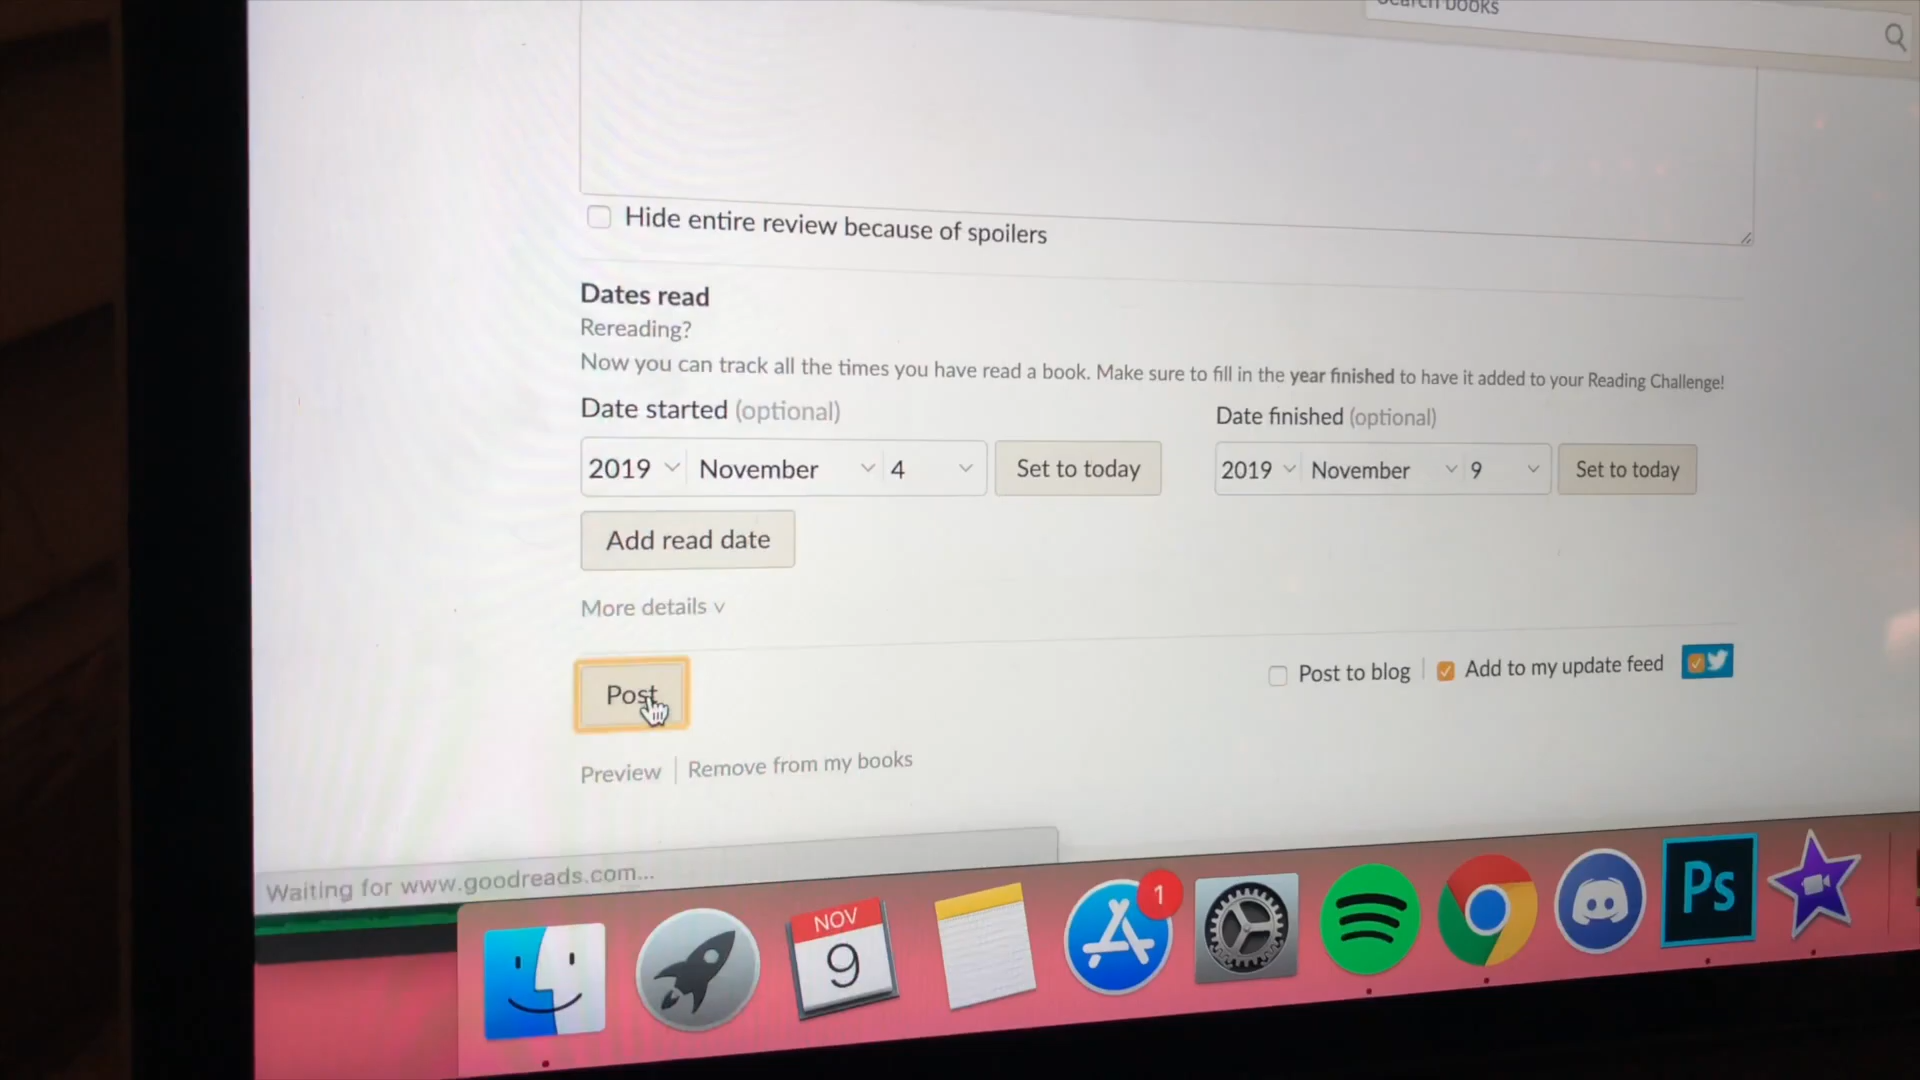 Search books
Hide entire review because of spoilers
Dates read
Rereading?
Now you can track all the times you have read a book. Make sure to fill in the year finished to have it added to your Reading Challenge!
Date started (optional)
Date finished (optional)
2019 November 4 Set to today
2019 November 9 Set to today
Add read date
More details v
Post
Post to blog
Add to my update feed
Preview | Remove from my books
Waiting for www.goodreads.com...
NOV
9
1
Ps